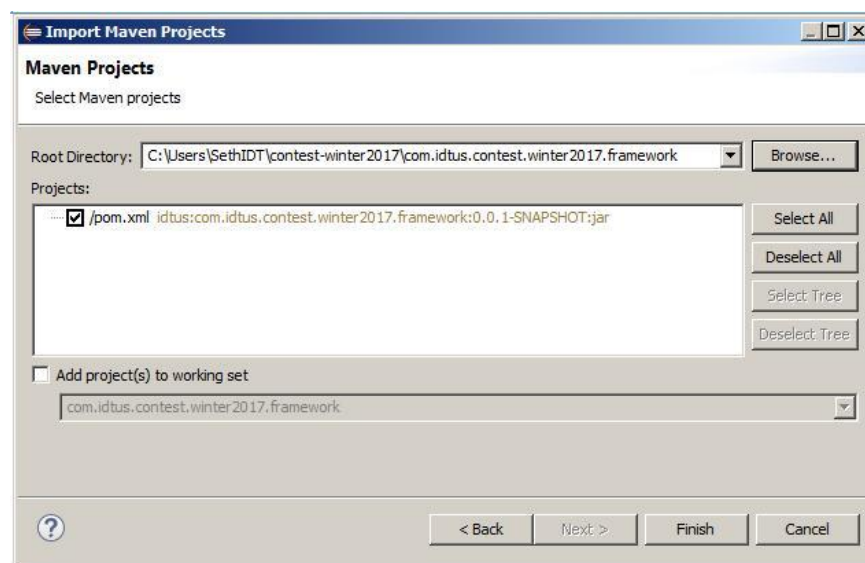 Import Maven Projects
Maven Projects
Select Maven projects
Root Directory: C:\Users\SethIDT\contest-winter2017\com.idtus.contest.winter2017.framework Browse...
Projects:
/pom.xml idtus:com.idtus.contest.winter2017.framework:0.0.1-SNAPSHOT:jar
Select All
Deselect All
Select Tree
Deselect Tree
Add project(s) to working set
com.idtus.contest.winter2017.framework
? < Back Next > Finish Cancel